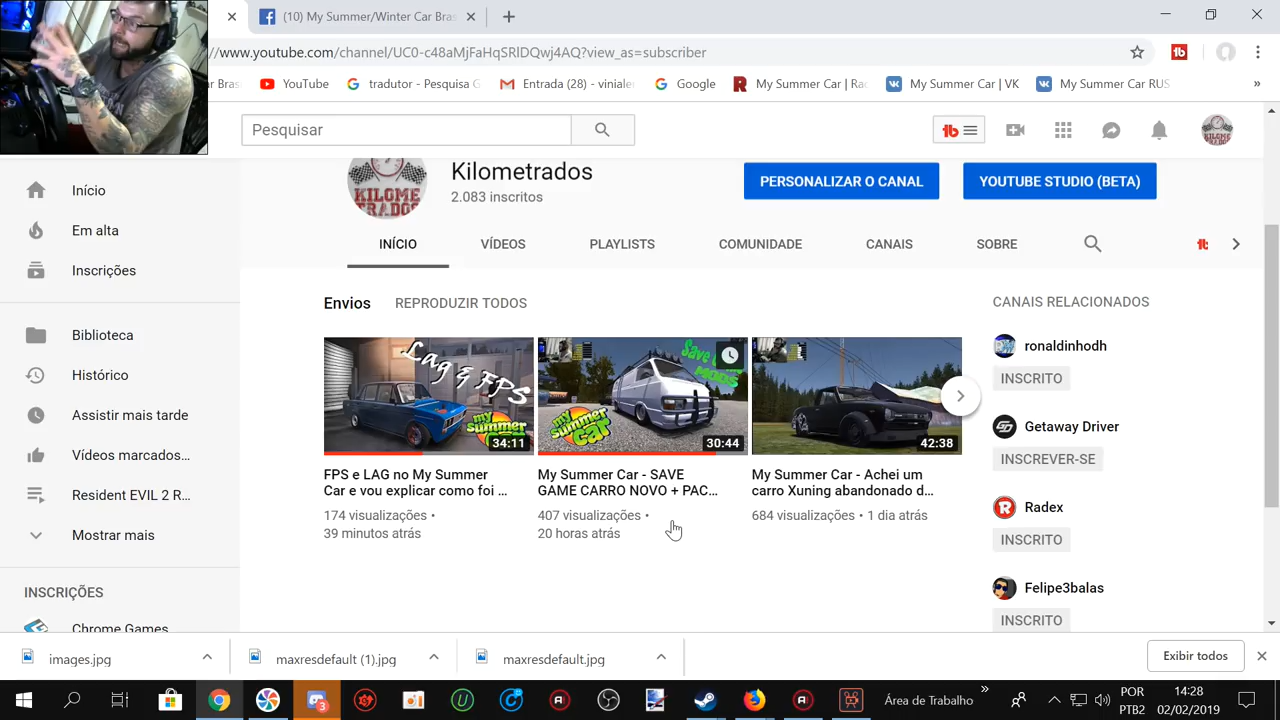 (10) My Summer/Winter Car Bras
//www.youtube.com/channel/UC0-c48aMjFaHqSRlDQwj4AQ?view_as=subscriber
ar Bras
YouTube
tradutor - Pesquisa G
Entrada (28) - vinialen
Google
My Summer Car | Rac
My Summer Car | VK
My Summer Car RUS
»
Pesquisar
Início
Em alta
Inscrições
Biblioteca
Histórico
Assistir mais tarde
Vídeos marcados...
Resident EVIL 2 R...
Mostrar mais
INSCRIÇÕES
Chrome Games
KILOME
TRADOS
Kilometrados
2.083 inscritos
PERSONALIZAR O CANAL
YOUTUBE STUDIO (BETA)
INÍCIO
VÍDEOS
PLAYLISTS
COMUNIDADE
CANAIS
SOBRE
Envios
REPRODUZIR TODOS
Lag & FPS
my summer car
34:11
FPS e LAG no My Summer
Car e vou explicar como foi ...
174 visualizações •
39 minutos atrás
my summer car
30:44
My Summer Car - SAVE
GAME CARRO NOVO + PAC...
407 visualizações •
20 horas atrás
42:38
My Summer Car - Achei um
carro Xuning abandonado d...
684 visualizações • 1 dia atrás
CANAIS RELACIONADOS
ronaldinhodh
INSCRITO
Getaway Driver
INSCREVER-SE
Radex
INSCRITO
Felipe3balas
INSCRITO
images.jpg
maxresdefault (1).jpg
maxresdefault.jpg
Exibir todos
Área de Trabalho
»
POR
PTB2
14:28
02/02/2019